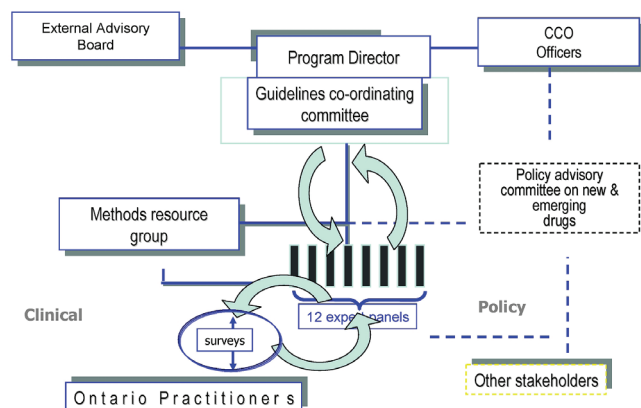 External Advisory
Board
Program Director
CCO
Officers
Guidelines co-ordinating
committee
Policy advisory
committee on new &
emerging
drugs
Methods resource
group
Clinical
12 expert panels
Policy
surveys
Other stakeholders
Ontario Practitioners